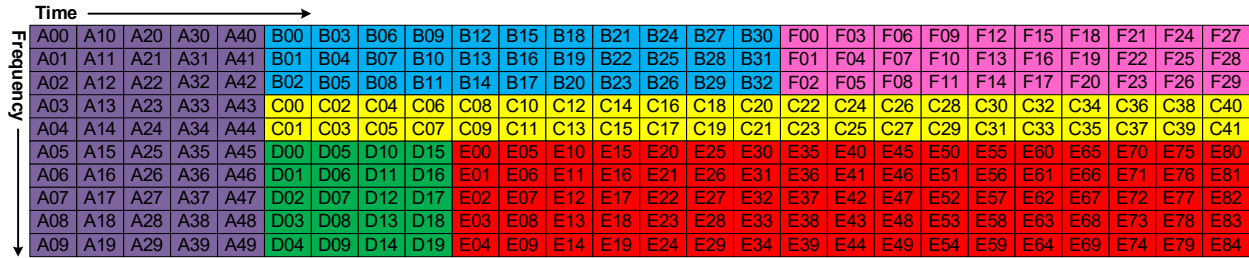 Time
Frequency
A00 A10 A20 A30 A40 B00 B03 B06 B09 B12 B15 B18 B21 B24 B27 B30 F00 F03 F06 F09 F12 F15 F18 F21 F24 F27
A01 A11 A21 A31 A41 B01 B04 B07 B10 B13 B16 B19 B22 B25 B28 B31 F01 F04 F07 F10 F13 F16 F19 F22 F25 F28
A02 A12 A22 A32 A42 B02 B05 B08 B11 B14 B17 B20 B23 B26 B29 B32 F02 F05 F08 F11 F14 F17 F20 F23 F26 F29
A03 A13 A23 A33 A43 C00 C02 C04 C06 C08 C10 C12 C14 C16 C18 C20 C22 C24 C26 C28 C30 C32 C34 C36 C38 C40
A04 A14 A24 A34 A44 C01 C03 C05 C07 C09 C11 C13 C15 C17 C19 C21 C23 C25 C27 C29 C31 C33 C35 C37 C39 C41
A05 A15 A25 A35 A45 D00 D05 D10 D15 E00 E05 E10 E15 E20 E25 E30 E35 E40 E45 E50 E55 E60 E65 E70 E75 E80
A06 A16 A26 A36 A46 D01 D06 D11 D16 E01 E06 E11 E16 E21 E26 E31 E36 E41 E46 E51 E56 E61 E66 E71 E76 E81
A07 A17 A27 A37 A47 D02 D07 D12 D17 E02 E07 E12 E17 E22 E27 E32 E37 E42 E47 E52 E57 E62 E67 E72 E77 E82
A08 A18 A28 A38 A48 D03 D08 D13 D18 E03 E08 E13 E18 E23 E28 E33 E38 E43 E48 E53 E58 E63 E68 E73 E78 E83
A09 A19 A29 A39 A49 D04 D09 D14 D19 E04 E09 E14 E19 E24 E29 E34 E39 E44 E49 E54 E59 E64 E69 E74 E79 E84